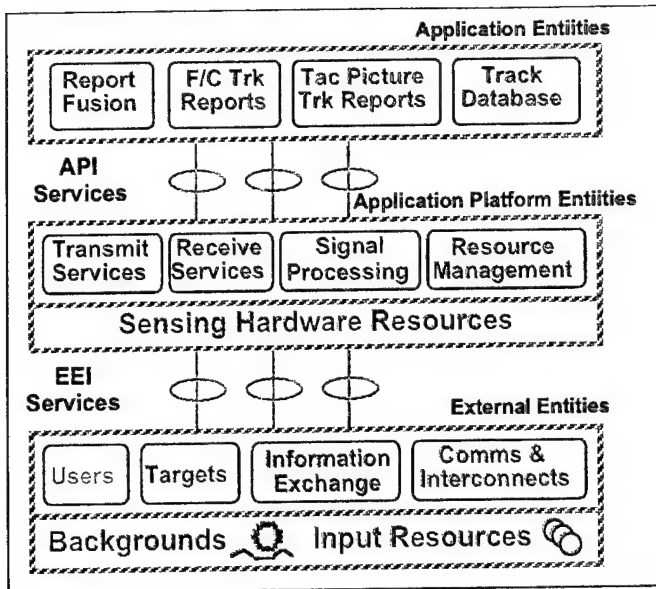 Application Entiities
Report
Fusion
F/C Trk
Reports
Tac Picture
Trk Reports
Track
Database
API
Services
Application Platform Entiities
Transmit
Services
Receive
Services
Signal
Processing
Resource
Management
Sensing Hardware Resources
EEI
Services
External Entities
Users
Targets
Information
Exchange
Comms &
Interconnects
Backgrounds
Input Resources